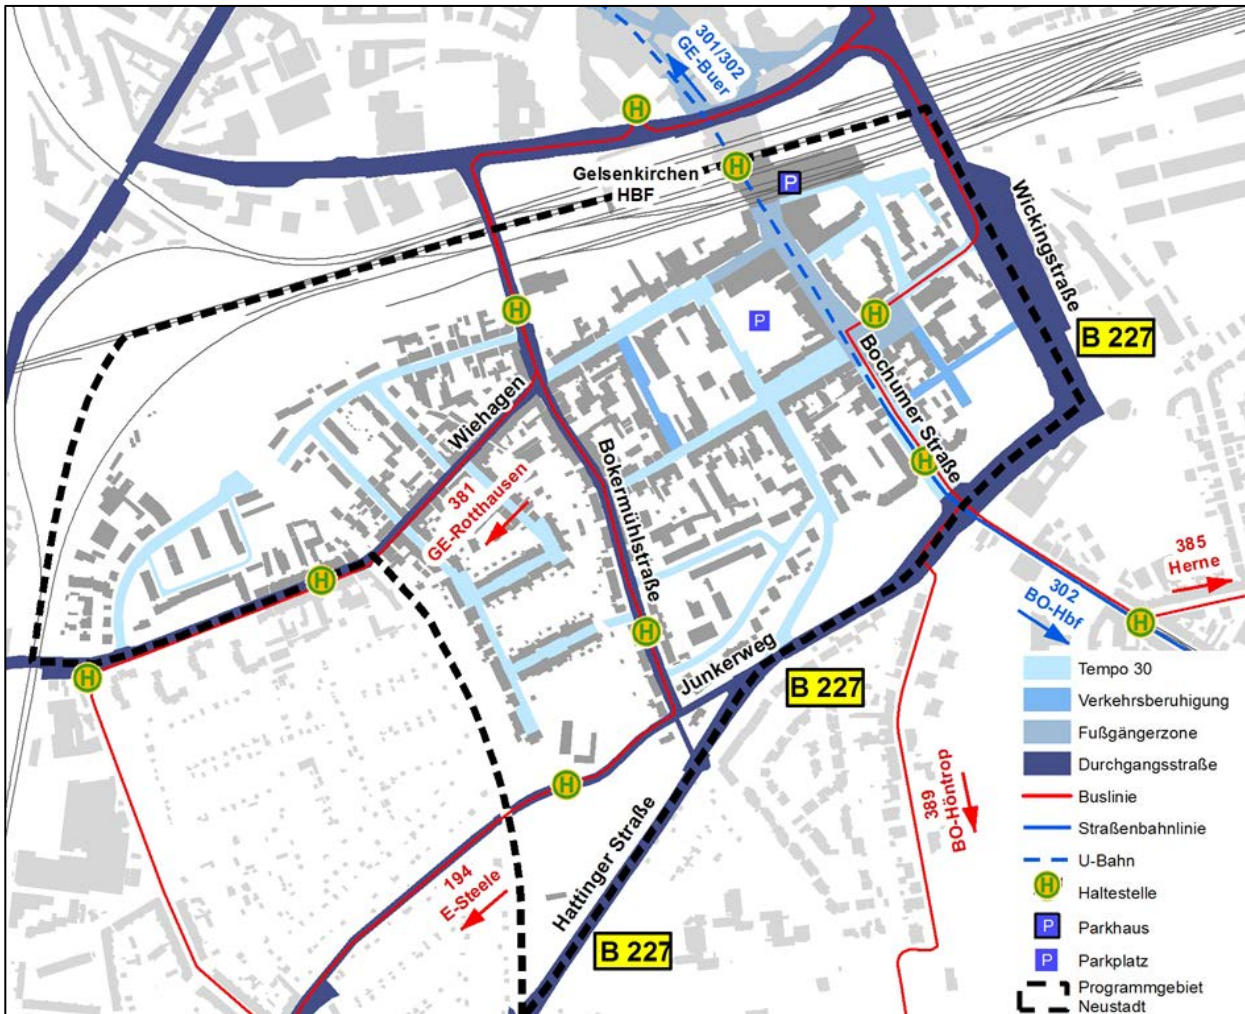 301/302
GE-Buer
H
H
Gelsenkirchen
HBF
P
Wickingstraße
H
H
P
B 227
Bochumer Straße
Wiehagen
Bokermühlstraße
H
381
GE-Rotthausen
H
385
Herne
302
BO-Hbf
H
H
H
Junkerweg
B 227
H
389
BO-Höntrop
Hattinger Straße
194
E-Steele
B 227
Tempo 30
Verkehrsberuhigung
Fußgängerzone
Durchgangsstraße
Buslinie
Straßenbahnlinie
U-Bahn
H Haltestelle
P Parkhaus
P Parkplatz
Programmgebiet
Neustadt